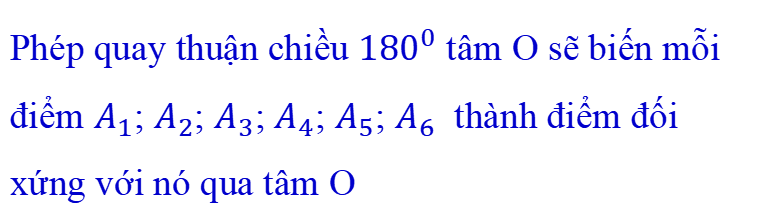 Phép quay thuận chiều 180⁰ tâm O sẽ biến mỗi
điểm A₁; A₂; A₃; A₄; A₅; A₆ thành điểm đối
xứng với nó qua tâm O